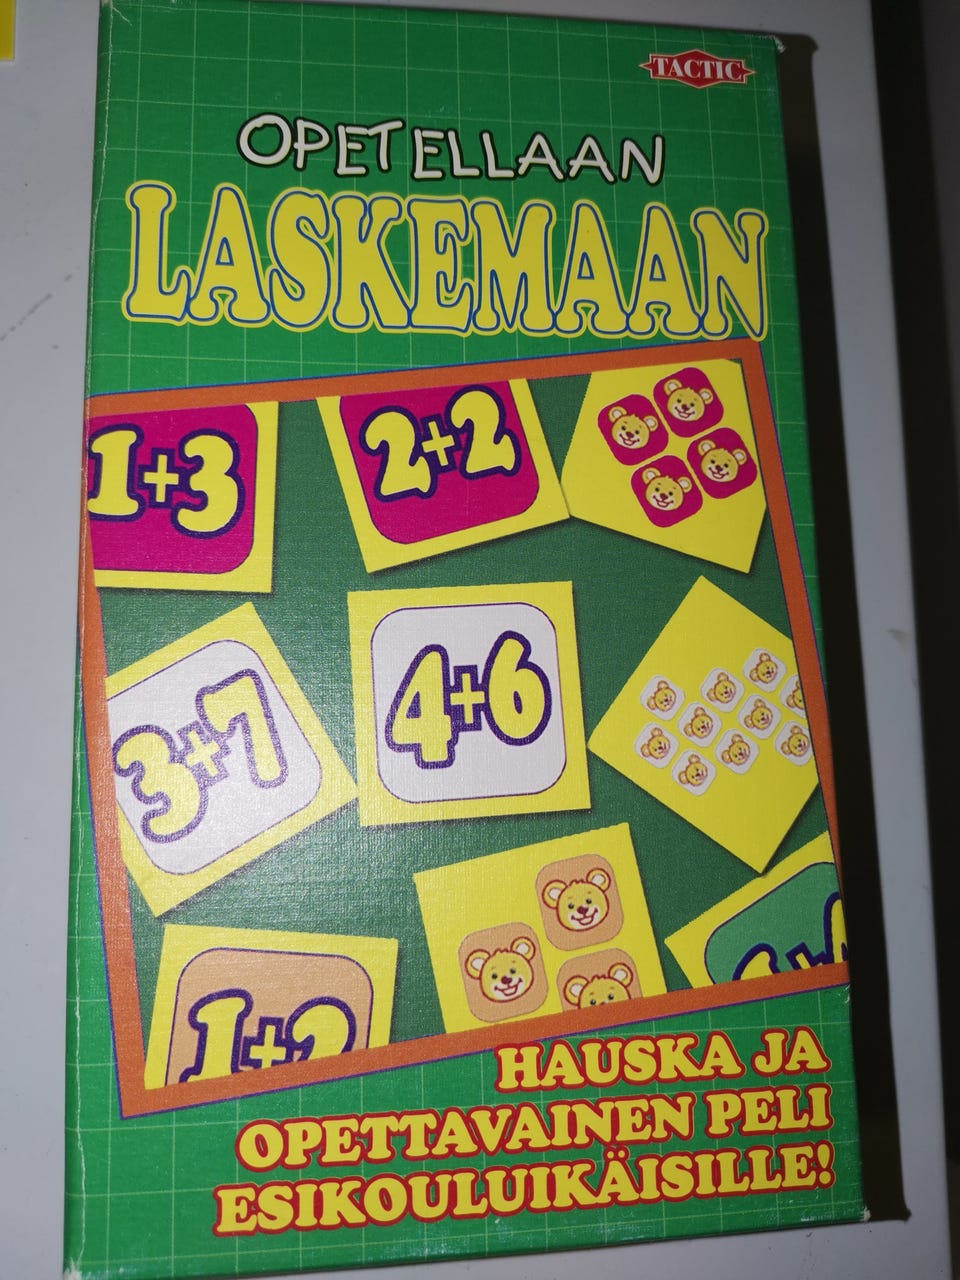 TACTIC
OPETELLAAN
LASKEMAAN
1+3
2+2
3+7
4+6
1+2
HAUSKA JA
OPETTAVAINEN PELI
ESIKOULUIKÄISILLE!